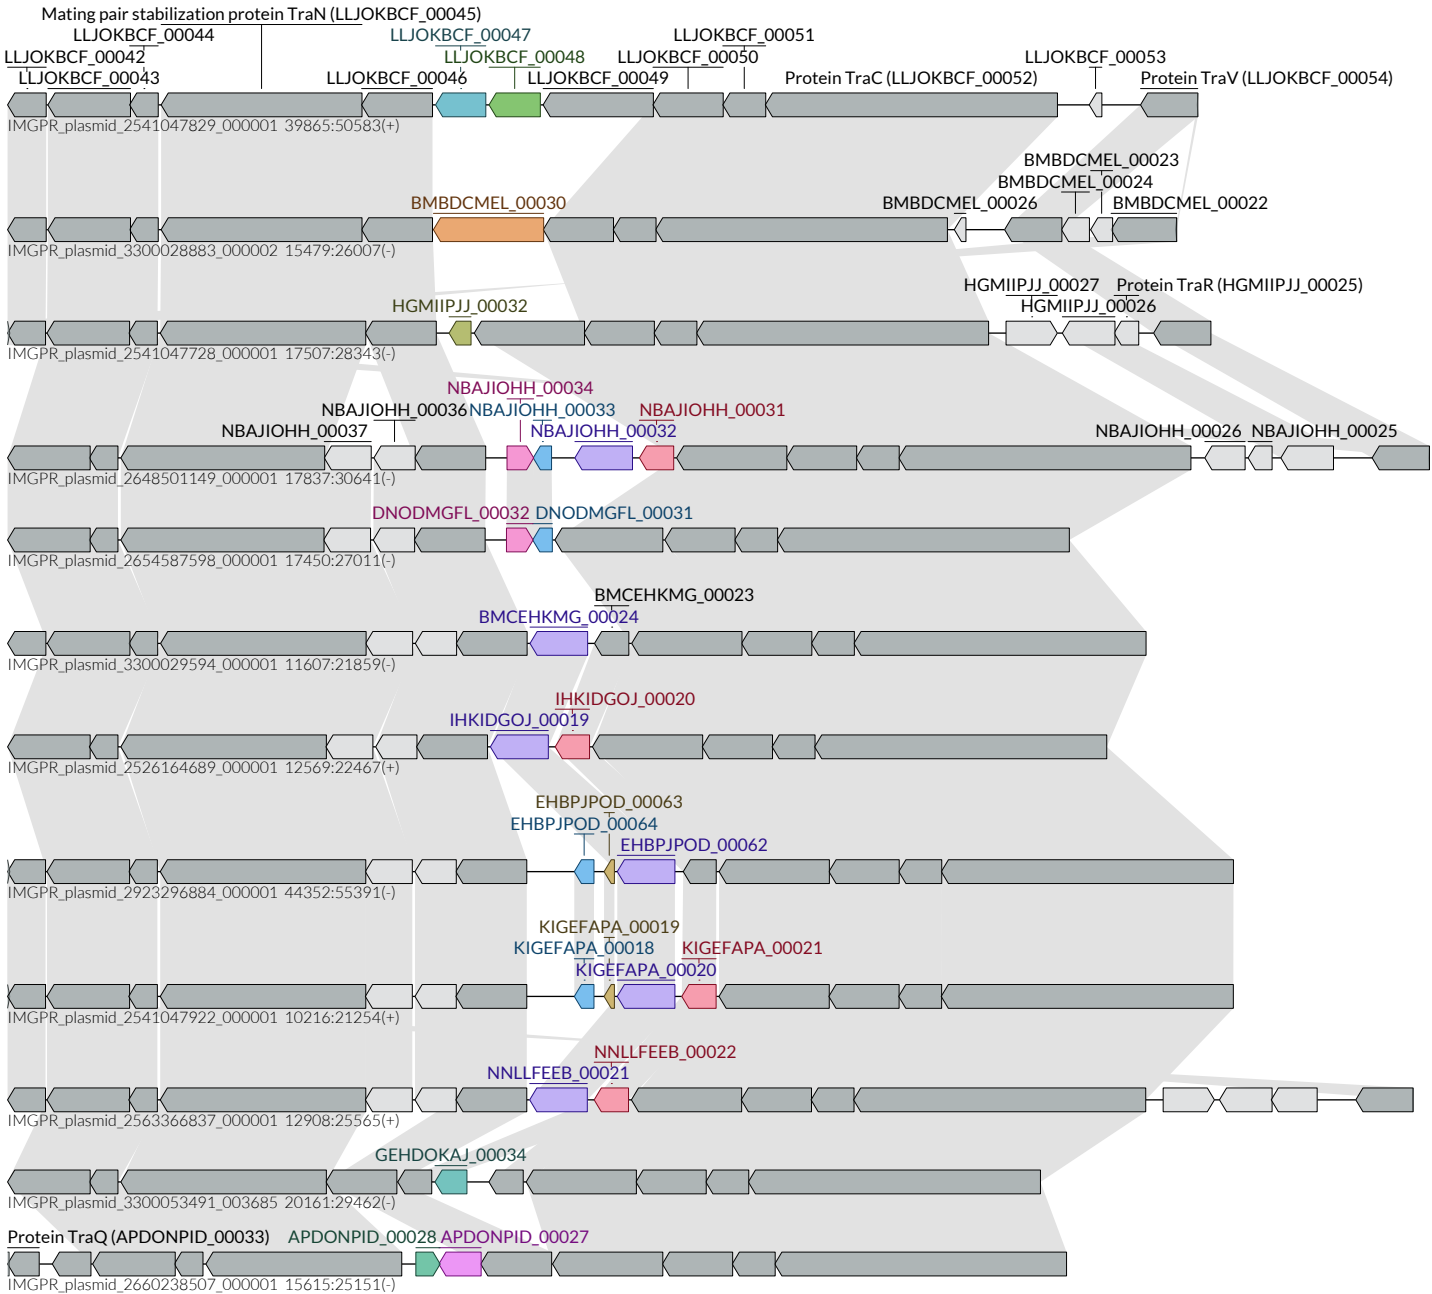 Mating pair stabilization protein TraN (LLJOKBCF_00045)
LLJOKBCF_00044 LLJOKBCF_00047 LLJOKBCF_00051
LLJOKBCF_00042 LLJOKBCF_00048 LLJOKBCF_00050 LLJOKBCF_00053
LLJOKBCF_00043 LLJOKBCF_00046 LLJOKBCF_00049 Protein TraC (LLJOKBCF_00052) Protein TraV (LLJOKBCF_00054)
IMGPR_plasmid_2541047829_000001 39865:50583(+)
BMBDCMEL_00023
BMBDCMEL_00024
BMBDCMEL_00030 BMBDCMEL_00026 BMBDCMEL_00022
IMGPR_plasmid_3300028883_000002 15479:26007(-)
HGMIIPJJ_00027 Protein TraR (HGMIIPJJ_00025)
HGMIIPJJ_00032 HGMIIPJJ_00026
IMGPR_plasmid_2541047728_000001 17507:28343(-)
NBAJIOHH_00034
NBAJIOHH_00036 NBAJIOHH_00033 NBAJIOHH_00031
NBAJIOHH_00037 NBAJIOHH_00032 NBAJIOHH_00026 NBAJIOHH_00025
IMGPR_plasmid_2648501149_000001 17837:30641(-)
DNODMGFL_00032 DNODMGFL_00031
IMGPR_plasmid_2654587598_000001 17450:27011(-)
BMCEHKMG_00023
BMCEHKMG_00024
IMGPR_plasmid_3300029594_000001 11607:21859(-)
IHKIDGOJ_00020
IHKIDGOJ_00019
IMGPR_plasmid_2526164689_000001 12569:22467(+)
EHBPJPOD_00063
EHBPJPOD_00064
EHBPJPOD_00062
IMGPR_plasmid_2923296884_000001 44352:55391(-)
KIGEFAPA_00019
KIGEFAPA_00018 KIGEFAPA_00021
KIGEFAPA_00020
IMGPR_plasmid_2541047922_000001 10216:21254(+)
NNLLFEEB_00022
NNLLFEEB_00021
IMGPR_plasmid_2563366837_000001 12908:25565(+)
GEHDOKAJ_00034
IMGPR_plasmid_3300053491_003685 20161:29462(-)
Protein TraQ (APDONPID_00033) APDONPID_00028 APDONPID_00027
IMGPR_plasmid_2660238507_000001 15615:25151(-)